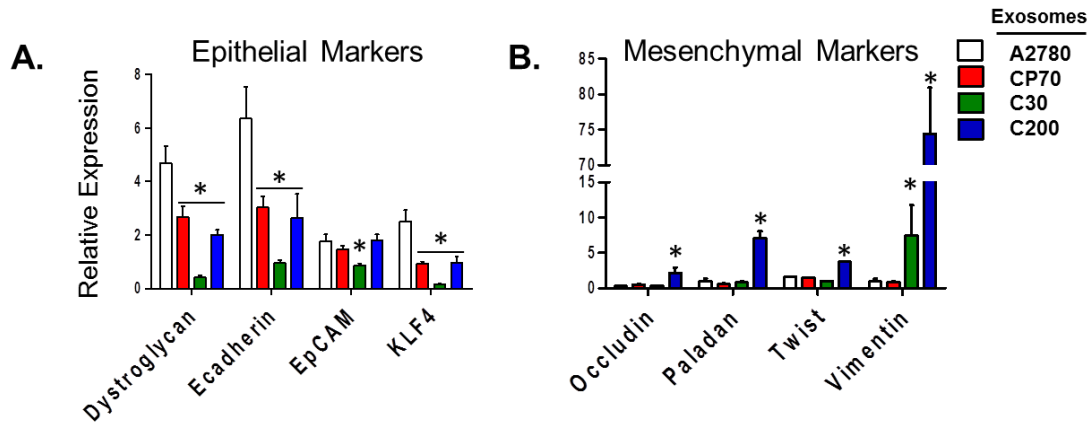 Exosomes
A2780
CP70
C30
C200
A.
Epithelial Markers
Relative Expression
8
6
4
2
0
*
*
*
*
Dystroglycan
Ecadherin
EpCAM
KLF4
B.
Mesenchymal Markers
85
80
75
70
15
10
5
0
*
*
*
*
*
Occludin
Paladan
Twist
Vimentin